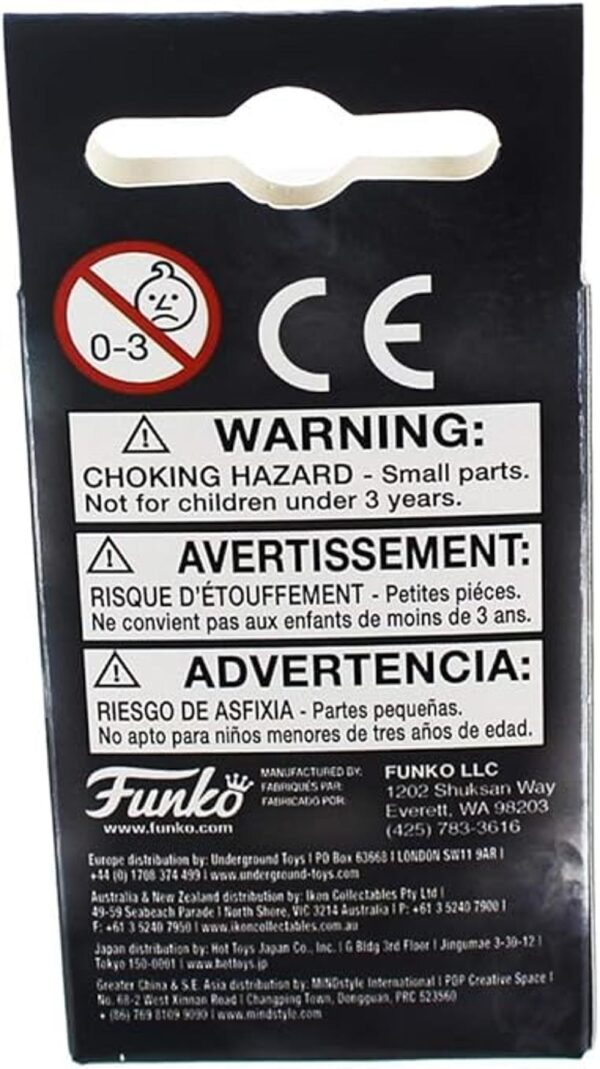 0-3
CE
WARNING:
CHOKING HAZARD - Small parts.
Not for children under 3 years.
AVERTISSEMENT:
RISQUE D'ÉTOUFFEMENT - Petites piéces.
Ne convient pas aux enfants de moins de 3 ans.
ADVERTENCIA:
RIESGO DE ASFIXIA - Partes pequeñas.
No apto para niños menores de tres años de edad.
Funko
www.funko.com
MANUFACTURED BY:
FABRIQUÉS PAR:
FABRICADO POR:
FUNKO LLC
1202 Shuksan Way
Everett, WA 98203
(425) 783-3616
Europe distribution by: Underground Toys | PO Box 63668 | LONDON SW11 9AR |
+44 (0) 1708 374 499 | www.underground-toys.com
Australia & New Zealand distribution by: Ikon Collectables Pty Ltd |
49-59 Seabeach Parade | North Shore, VIC 3214 Australia | P: +61 3 5240 7900 |
F: +61 3 5240 7950 | www.ikoncollectables.com.au
Japan distribution by: Hot Toys Japan Co., Inc. | G Bldg 3rd Floor | Jingumae 3-30-12 |
Tokyo 150-0001 | www.hottoys.jp
Greater China & S.E. Asia distribution by: MINDstyle International | POP Creative Space |
No. 68-2 West Xinnan Road | Changping Town, Dongguan, PRC 523560
+ (86) 769 8109 9090 | www.mindstyle.com